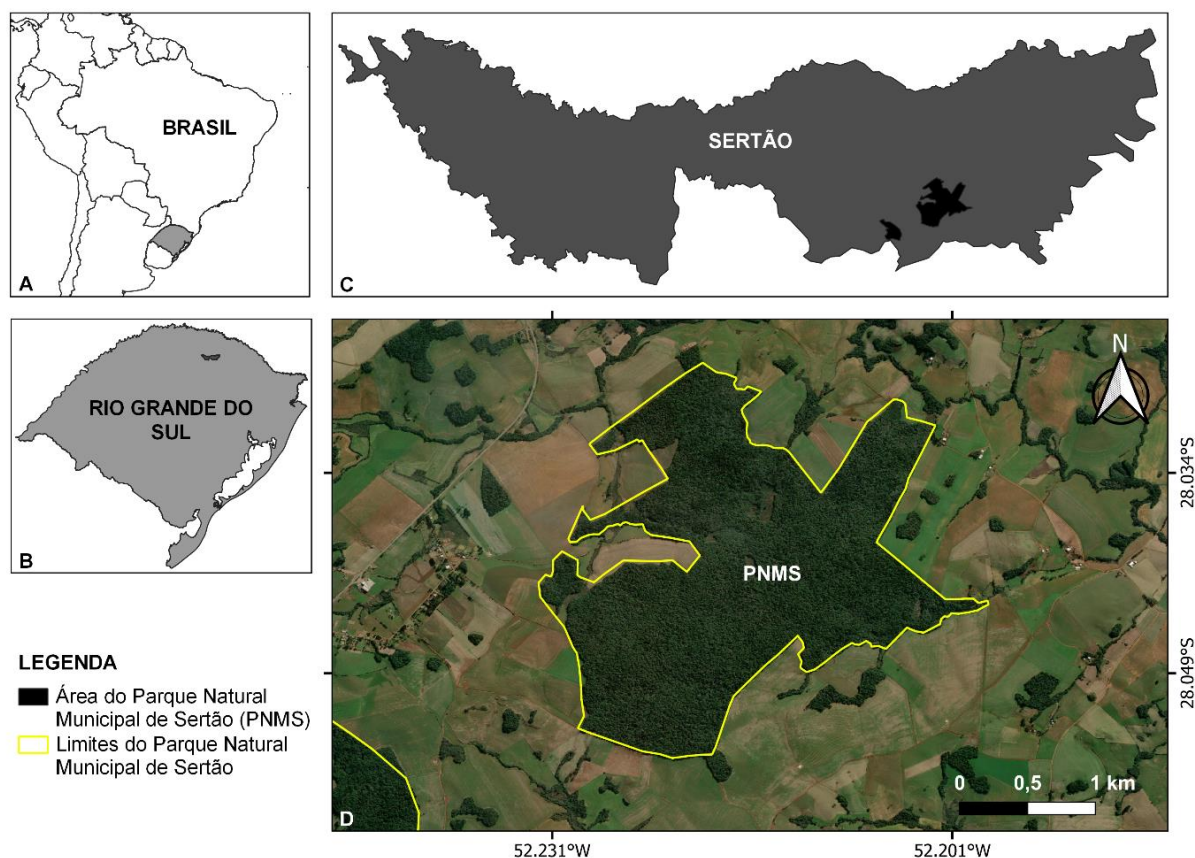 BRASIL
A
SERTÃO
C
RIO GRANDE DO
SUL
B
N
PNMS
28.034°S
28.049°S
0 0,5 1 km
D
52.231°W 52.201°W
LEGENDA
Área do Parque Natural
Municipal de Sertão (PNMS)
Limites do Parque Natural
Municipal de Sertão